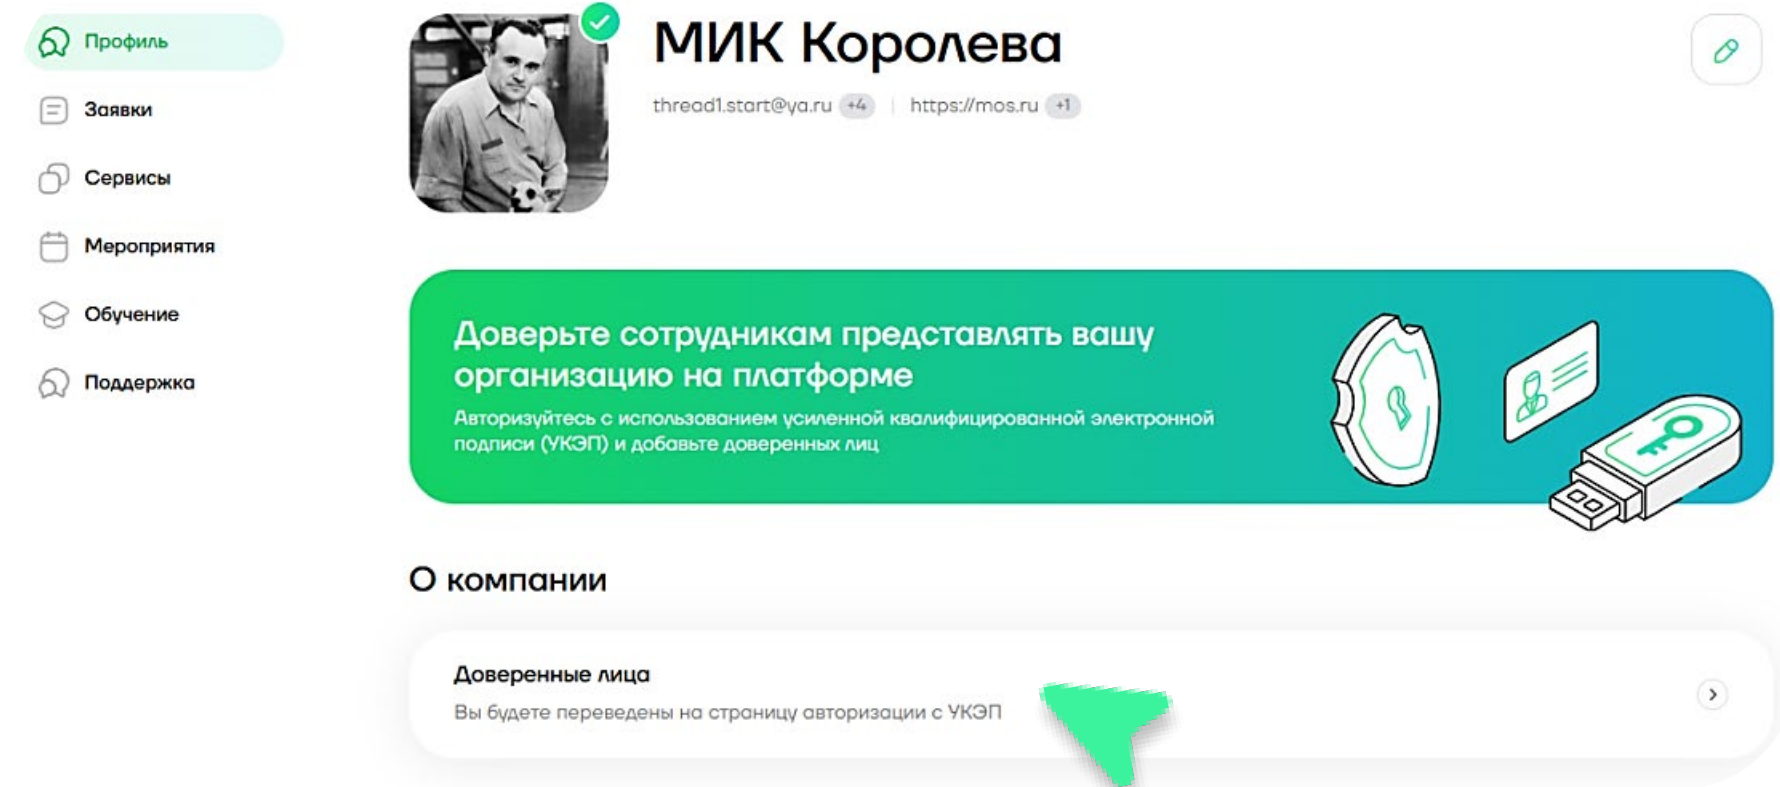 Профиль
Заявки
Сервисы
Мероприятия
Обучение
Поддержка
МИК Королева
thread1.start@ya.ru +4 https://mos.ru +1
Доверьте сотрудникам представлять вашу
организацию на платформе
Авторизуйтесь с использованием усиленной квалифицированной электронной
подписи (УКЭП) и добавьте доверенных лиц
О компании
Доверенные лица
Вы будете переведены на страницу авторизации с УКЭП